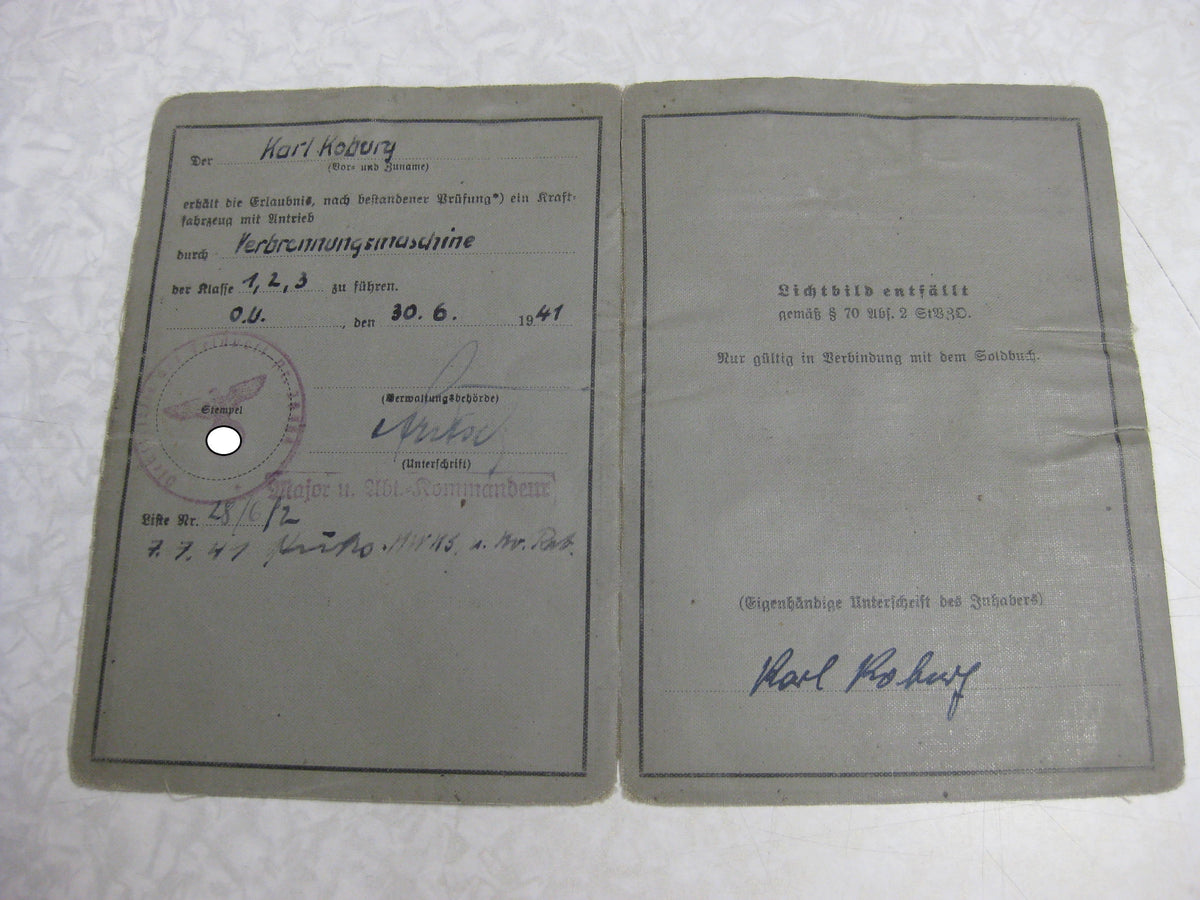 Der Karl Koburg
(Vor- und Zuname)
erhält die Erlaubnis, nach bestandener Prüfung*) ein Kraft-
fahrzeug mit Antrieb
durch Verbrennungsmaschine
der Klasse 1, 2, 3 zu führen.
O.U., den 30. 6. 1941
(Verwaltungsbehörde)
Stempel
(Unterschrift)
Major u. Abt.-Kommandeur
Liste Nr. 28/6/2
7. 7. 41
Lichtbild entfällt
gemäß § 70 Abs. 2 StVZO.
Nur gültig in Verbindung mit dem Soldbuch.
(Eigenhändige Unterschrift des Inhabers)
Karl Koburg